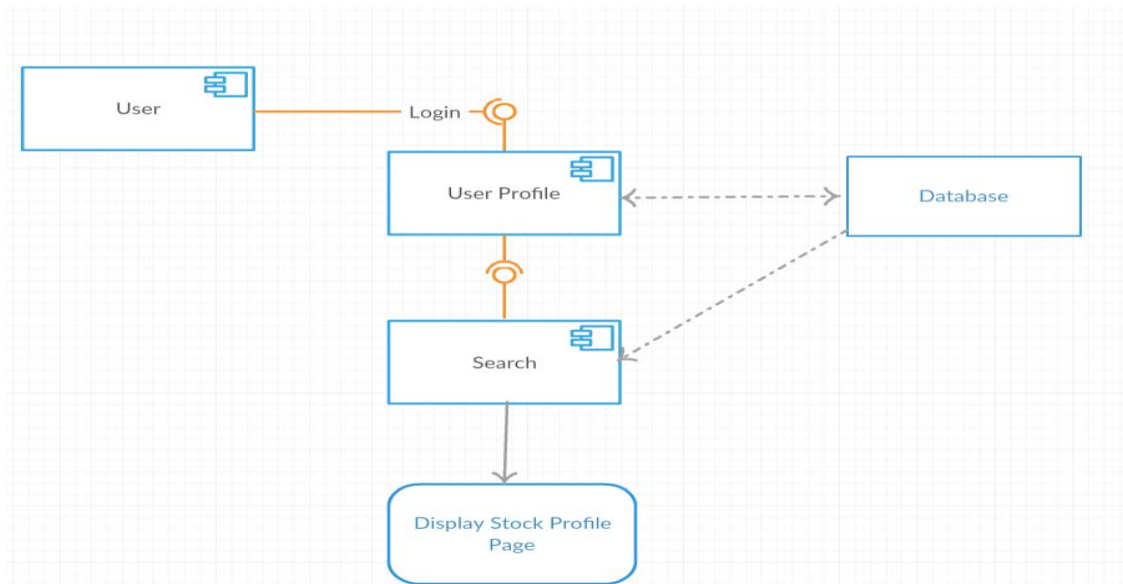 User
Login
User Profile
Database
Search
Display Stock Profile
Page